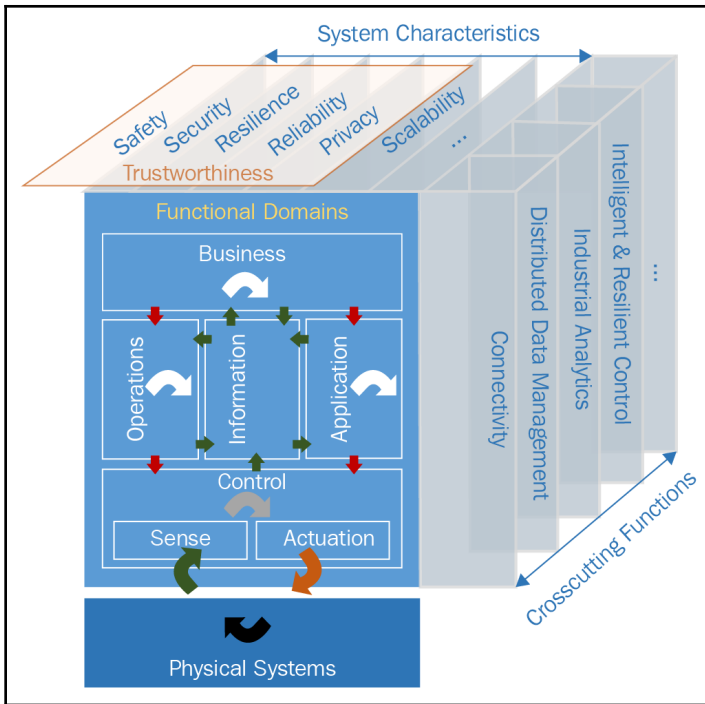 System Characteristics
Safety
Security
Resilience
Reliability
Privacy
Scalability
...
Trustworthiness
Functional Domains
Business
Operations
Information
Application
Control
Sense
Actuation
Physical Systems
Connectivity
Distributed Data Management
Industrial Analytics
Intelligent & Resilient Control
...
Crosscutting Functions